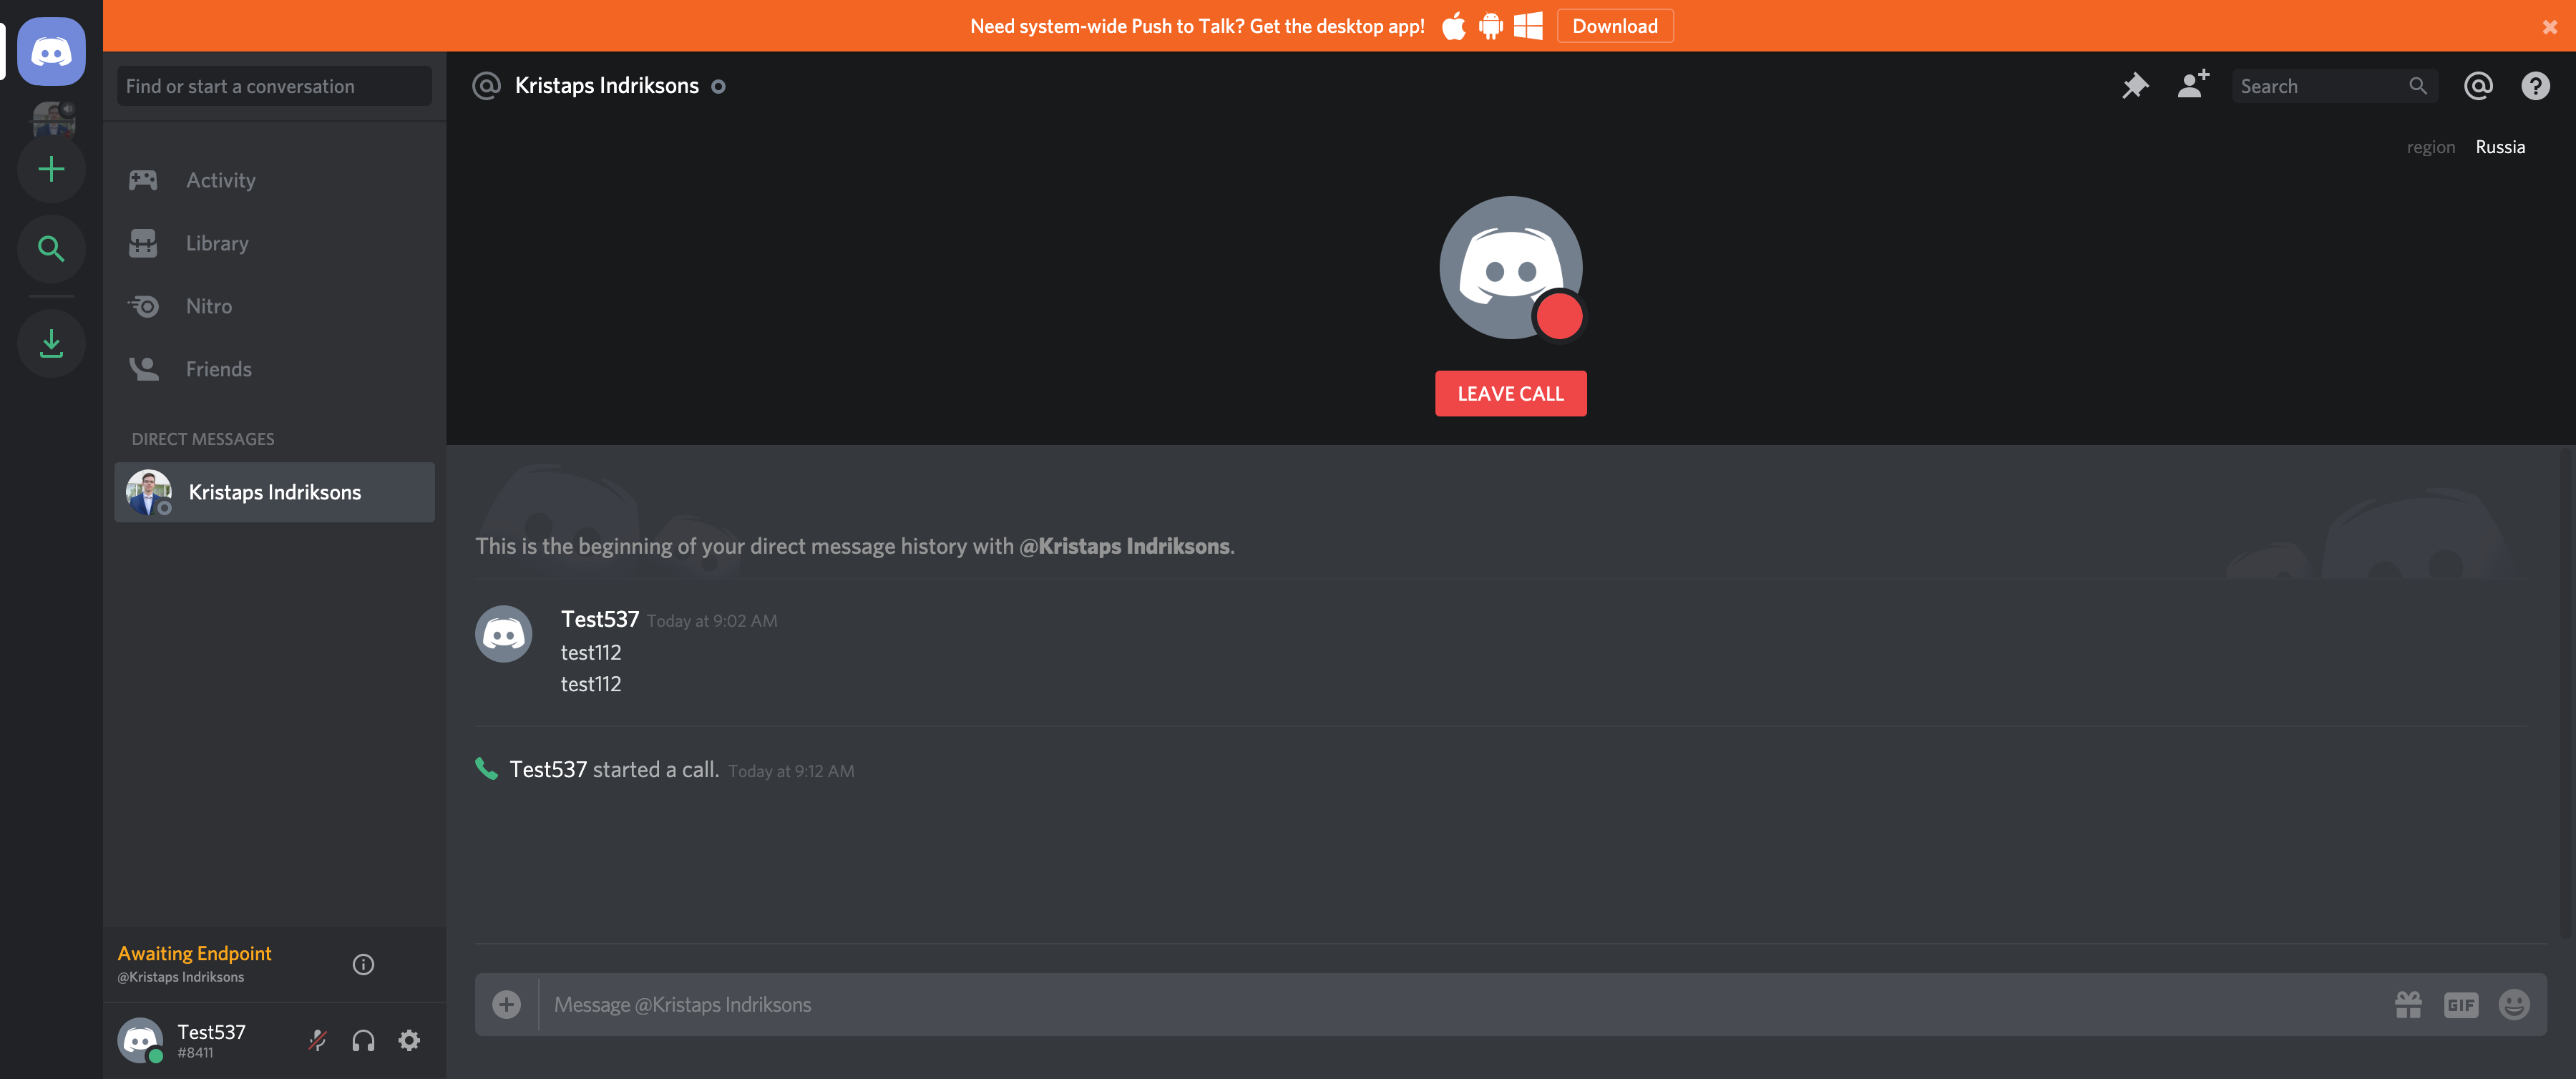 Need system-wide Push to Talk? Get the desktop app! Download
Find or start a conversation
Kristaps Indriksons
Search
region Russia
Activity
Library
Nitro
Friends
LEAVE CALL
DIRECT MESSAGES
Kristaps Indriksons
This is the beginning of your direct message history with @Kristaps Indriksons.
Test537 Today at 9:02 AM
test112
test112
Test537 started a call. Today at 9:12 AM
Awaiting Endpoint
@Kristaps Indriksons
Message @Kristaps Indriksons
GIF
Test537
#8411